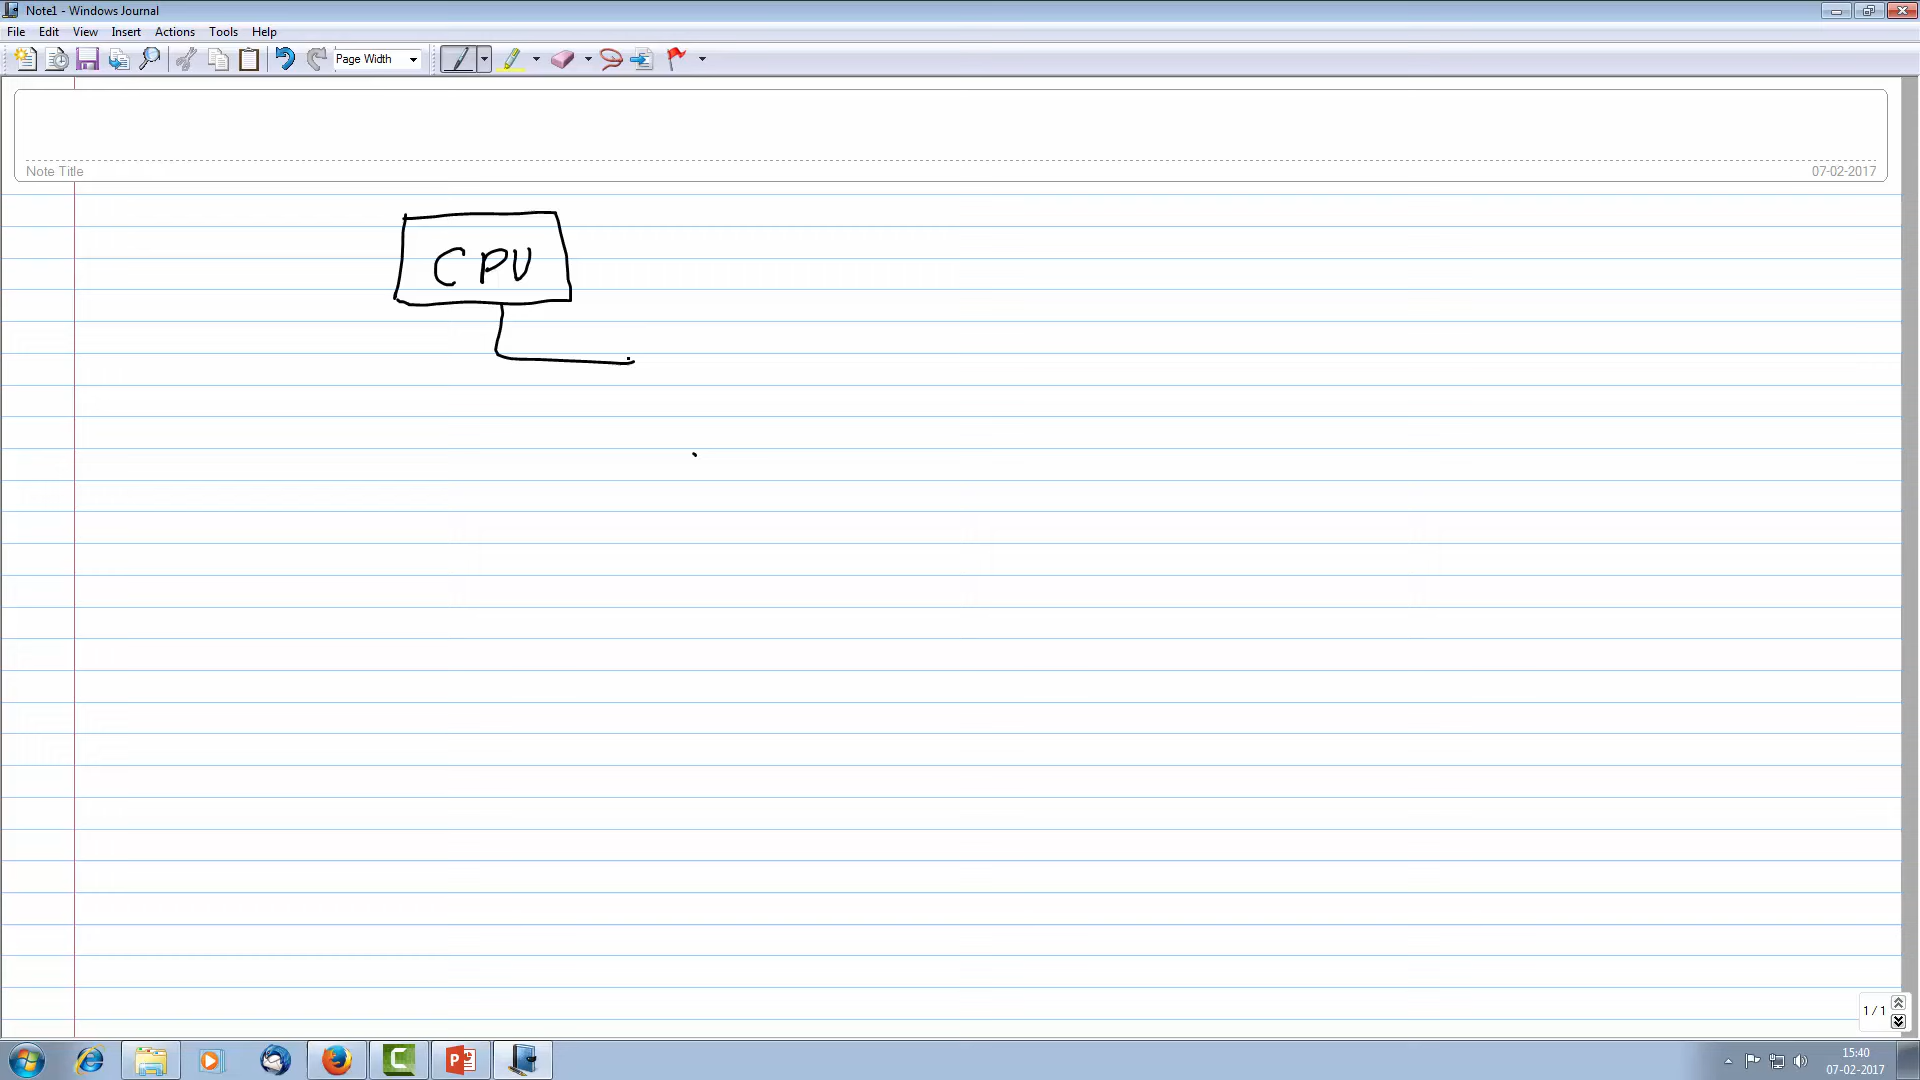 Note1 - Windows Journal
File Edit View Insert Actions Tools Help
Page Width
Note Title
07-02-2017
CPU
1 / 1
15:40
07-02-2017